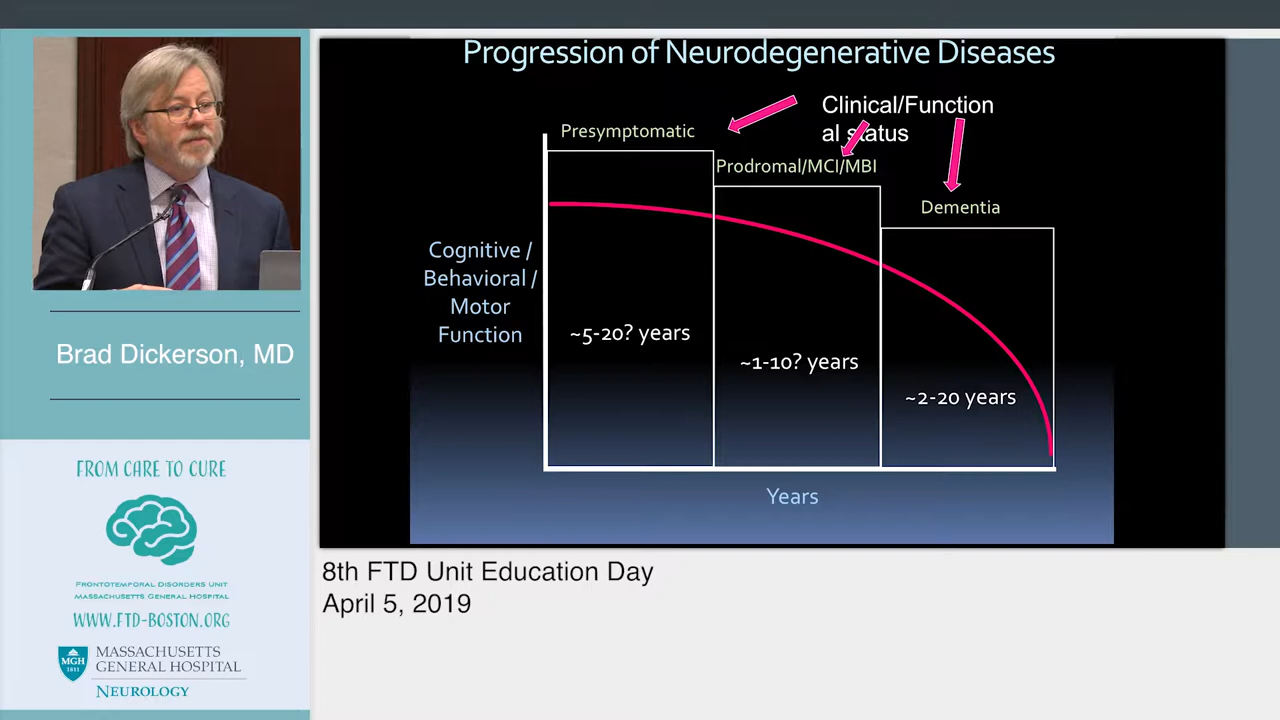 Progression of Neurodegenerative Diseases
Clinical/Function
al status
Presymptomatic
Prodromal/MCI/MBI
Dementia
Cognitive /
Behavioral /
Motor
Function
~5-20? years
~1-10? years
~2-20 years
Years
Brad Dickerson, MD
FROM CARE TO CURE
FRONTOTEMPORAL DISORDERS UNIT
MASSACHUSETTS GENERAL HOSPITAL
WWW.FTD-BOSTON.ORG
MGH
1811
MASSACHUSETTS
GENERAL HOSPITAL
NEUROLOGY
8th FTD Unit Education Day
April 5, 2019